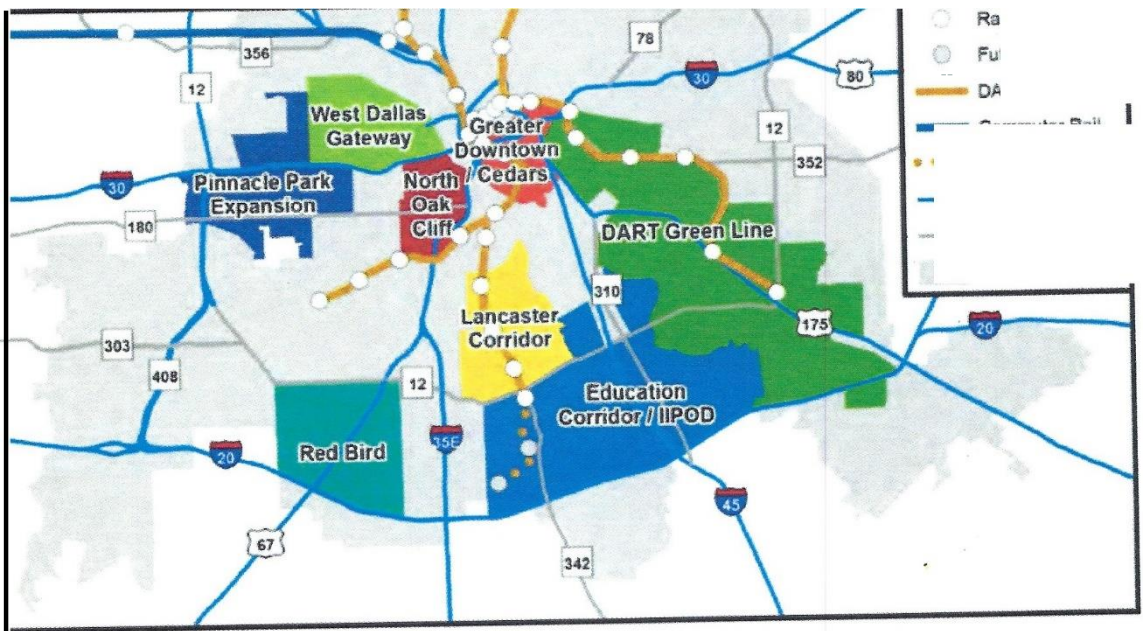 Ra
78
356
Ful
30
80
12
DA
West Dallas
Gateway
Greater
Downtown
/ Cedars
12
352
30
Pinnacle Park
Expansion
North
Oak
Cliff
180
DART Green Line
310
Lancaster
Corridor
175
20
303
408
12
Education
Corridor / IIPOD
35E
Red Bird
20
45
67
342